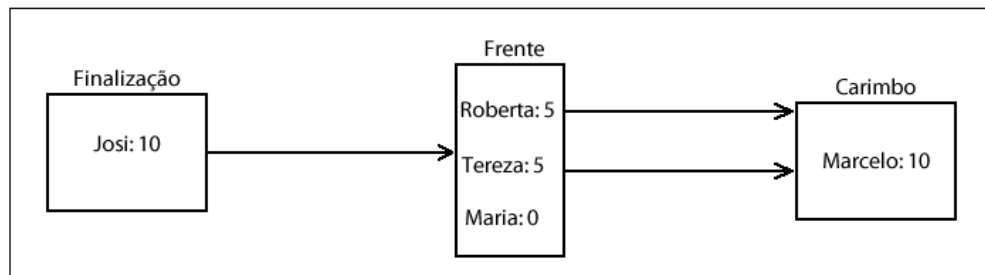 Finalização
Josi: 10
Frente
Roberta: 5
Tereza: 5
Maria: 0
Carimbo
Marcelo: 10